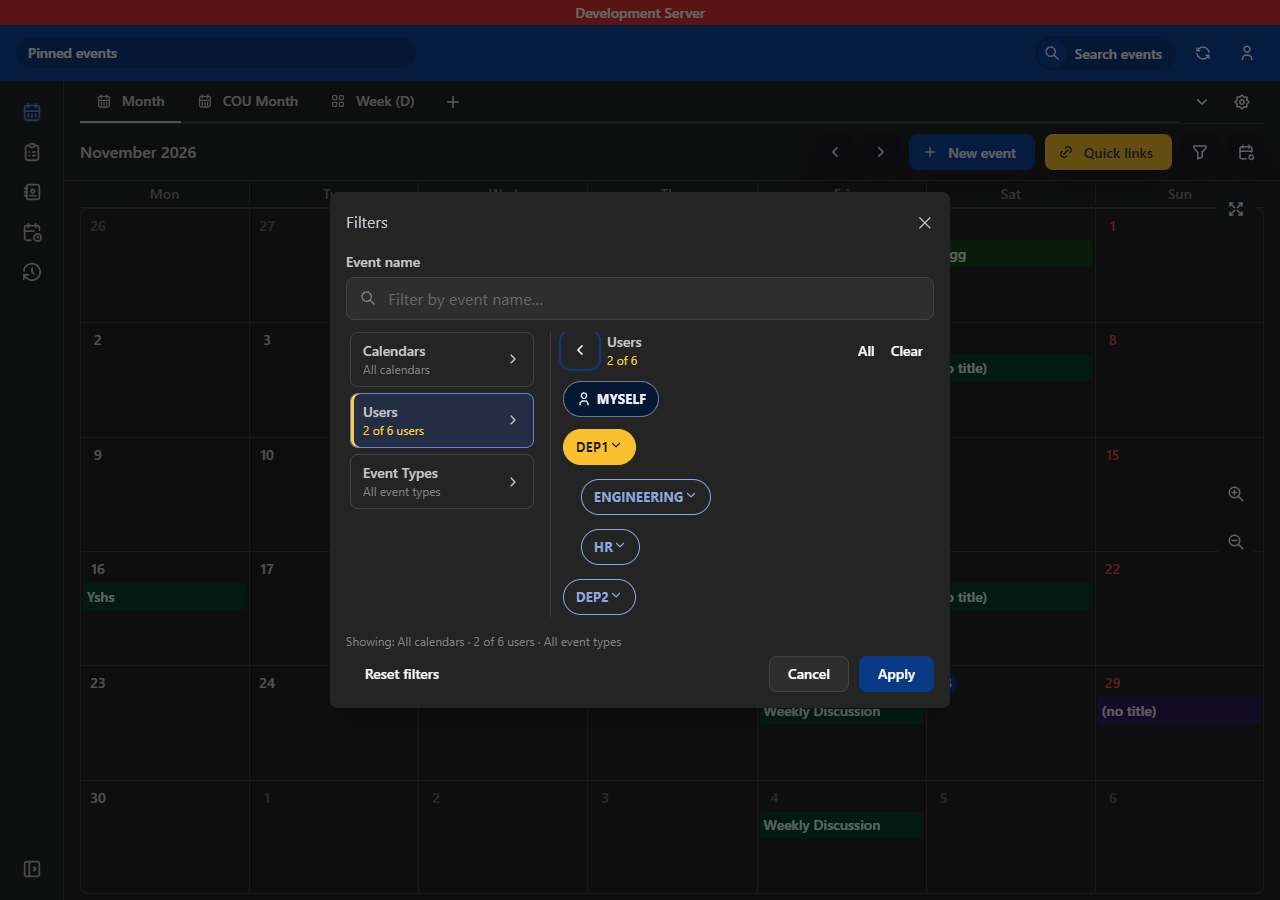 Development Server
Pinned events
Search events
Month
COU Month
Week (D)
November 2026
New event
Quick links
Mon
Sat
Sun
26
27
1
2
3
8
(no title)
9
10
15
16
17
22
Yshs
23
24
29
Weekly Discussion
(no title)
30
1
2
3
4
5
6
Weekly Discussion
Filters
Event name
Filter by event name...
Calendars
All calendars
Users
2 of 6 users
Event Types
All event types
Users
2 of 6
All
Clear
MYSELF
DEP1
ENGINEERING
HR
DEP2
Showing: All calendars · 2 of 6 users · All event types
Reset filters
Cancel
Apply